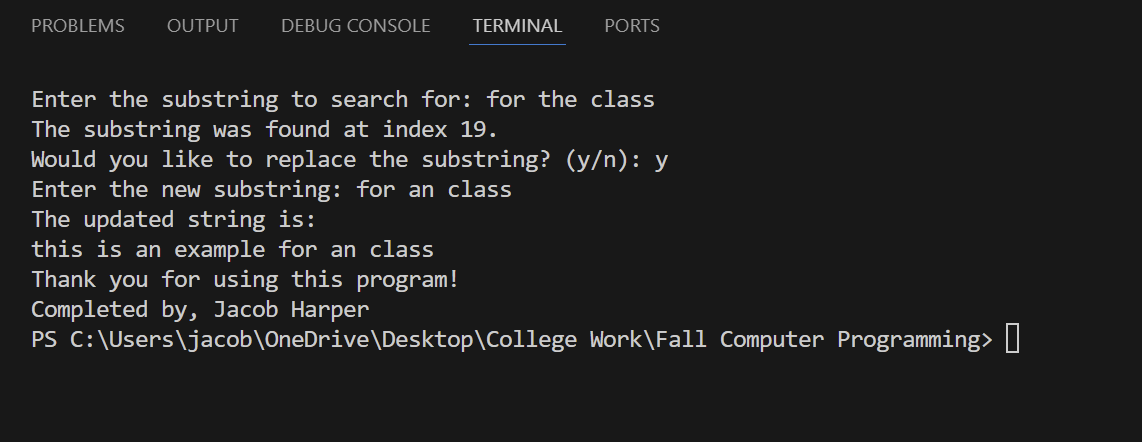 PROBLEMS OUTPUT DEBUG CONSOLE TERMINAL PORTS
Enter the substring to search for: for the class
The substring was found at index 19.
Would you like to replace the substring? (y/n): y
Enter the new substring: for an class
The updated string is:
this is an example for an class
Thank you for using this program!
Completed by, Jacob Harper
PS C:\Users\jacob\OneDrive\Desktop\College Work\Fall Computer Programming>